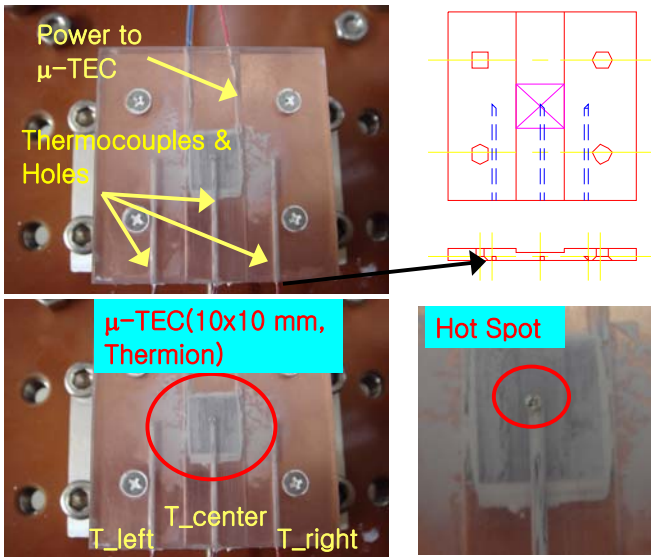 Power to
μ-TEC
Thermocouples &
Holes
μ-TEC(10x10 mm,
Thermion)
Hot Spot
T_left
T_center
T_right